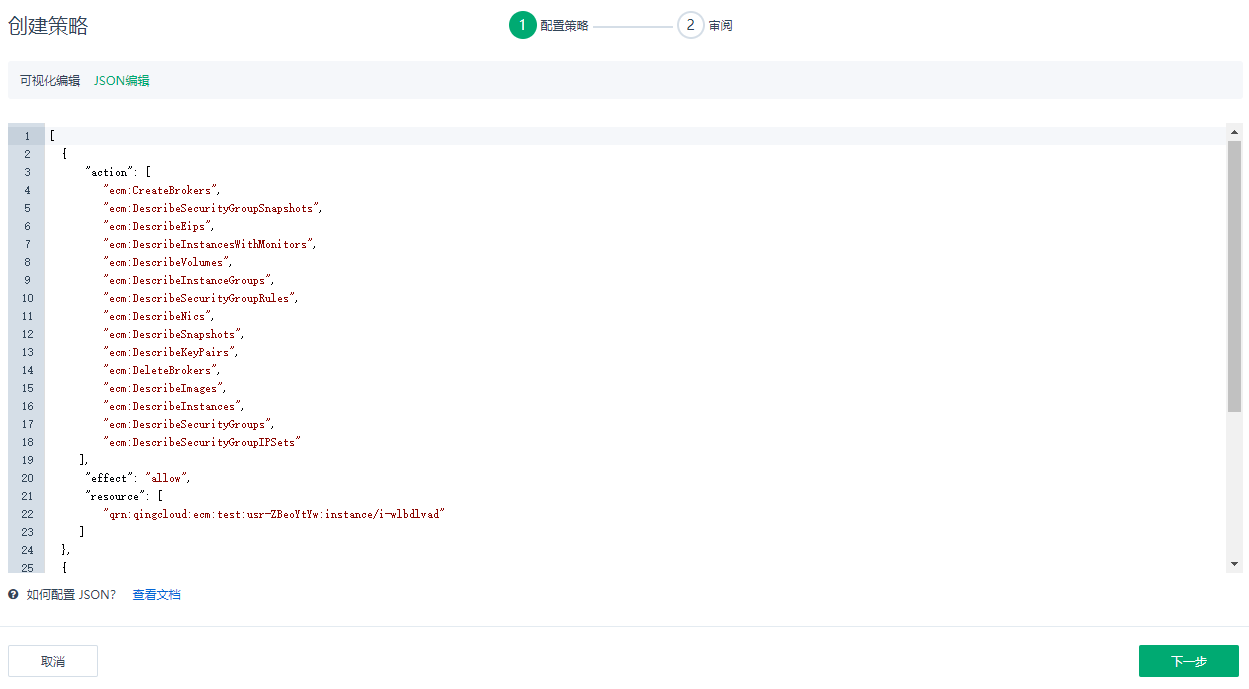 创建策略
1 配置策略 2 审阅
可视化编辑 JSON编辑
1 [
2 {
3 "action": [
4 "ecm:CreateBrokers",
5 "ecm:DescribeSecurityGroupSnapshots",
6 "ecm:DescribeEips",
7 "ecm:DescribeInstancesWithMonitors",
8 "ecm:DescribeVolumes",
9 "ecm:DescribeInstanceGroups",
10 "ecm:DescribeSecurityGroupRules",
11 "ecm:DescribeNics",
12 "ecm:DescribeSnapshots",
13 "ecm:DescribeKeyPairs",
14 "ecm:DeleteBrokers",
15 "ecm:DescribeImages",
16 "ecm:DescribeInstances",
17 "ecm:DescribeSecurityGroups",
18 "ecm:DescribeSecurityGroupIPSets"
19 ],
20 "effect": "allow",
21 "resource": [
22 "qrn:qingcloud:ecm:test:usr-ZBeoYtYw:instance/i-wlbdlvad"
23 ]
24 },
25 {
如何配置 JSON? 查看文档
取消 下一步